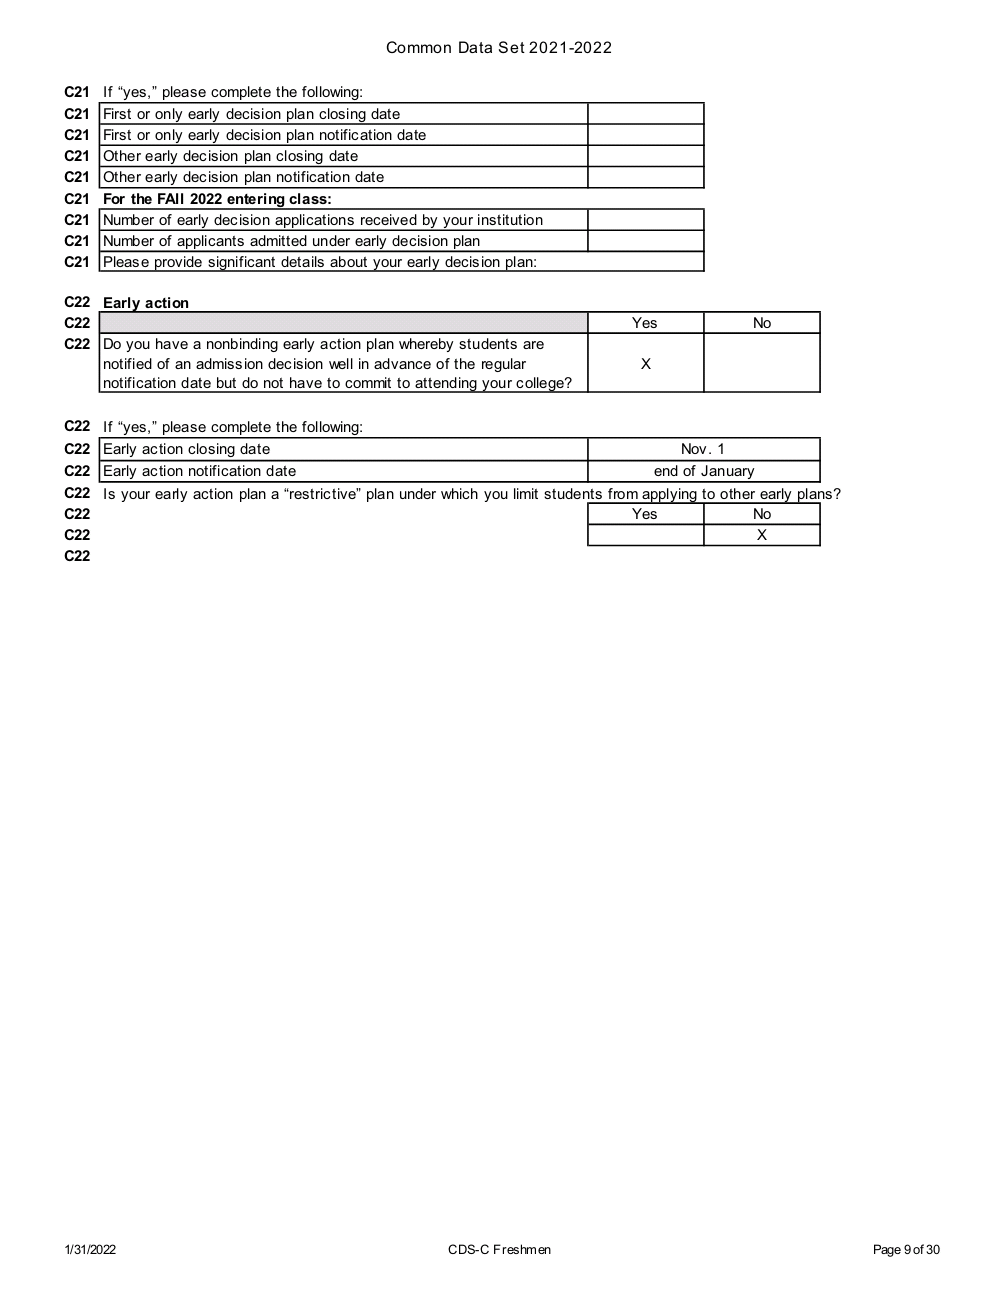 Common Data Set 2021-2022
C21 If “yes,” please complete the following:
C21 First or only early decision plan closing date
C21 First or only early decision plan notification date
C21 Other early decision plan closing date
C21 Other early decision plan notification date
C21 For the FAll 2022 entering class:
C21 Number of early decision applications received by your institution
C21 Number of applicants admitted under early decision plan
C21 Please provide significant details about your early decision plan:
C22 Early action
C22 Yes No
C22 Do you have a nonbinding early action plan whereby students are
notified of an admission decision well in advance of the regular X
notification date but do not have to commit to attending your college?
C22 If “yes,” please complete the following:
C22 Early action closing date Nov. 1
C22 Early action notification date end of January
C22 Is your early action plan a “restrictive” plan under which you limit students from applying to other early plans?
C22 Yes No
C22 X
C22
1/31/2022 CDS-C Freshmen Page 9 of 30